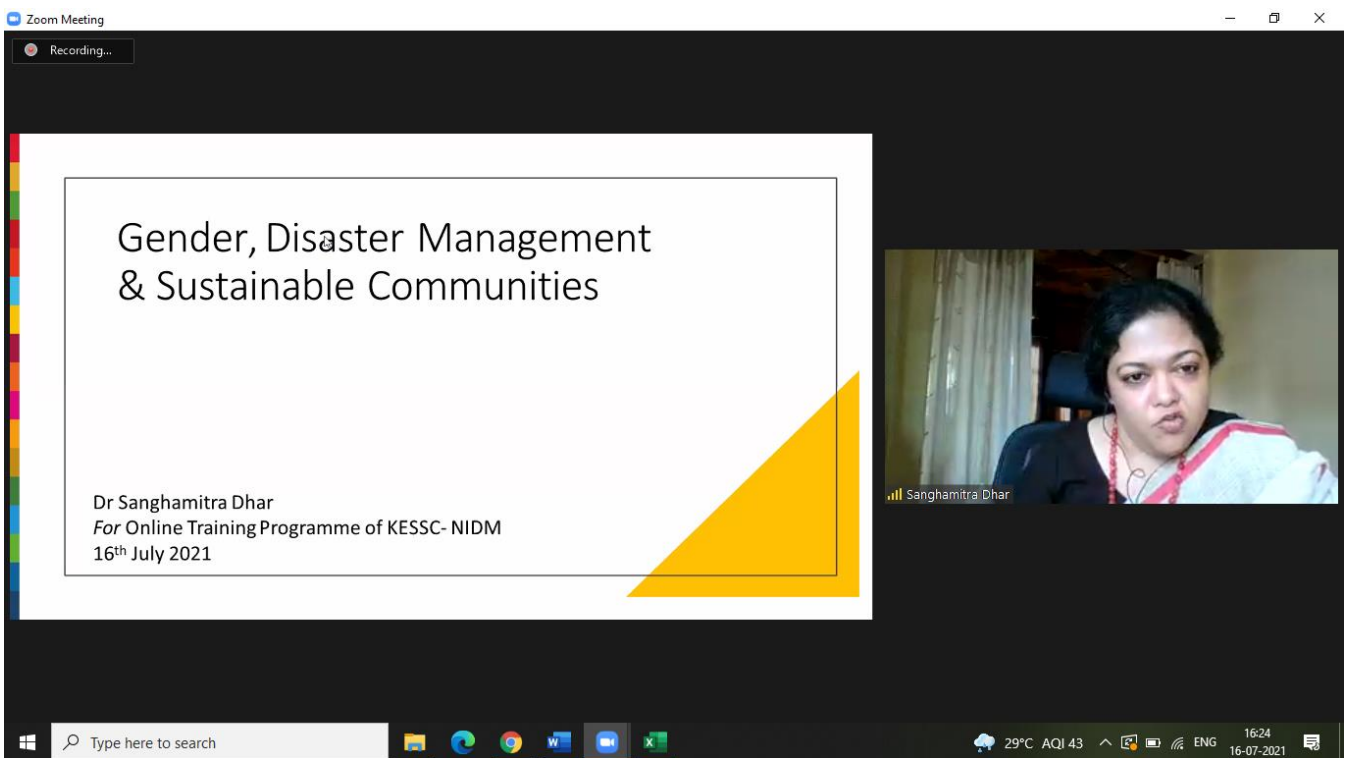 Zoom Meeting
Recording...
Gender, Disaster Management
& Sustainable Communities
Dr Sanghamitra Dhar
For Online Training Programme of KESSC- NIDM
16th July 2021
Sanghamitra Dhar
Type here to search
29°C AQI 43
ENG
16:24
16-07-2021